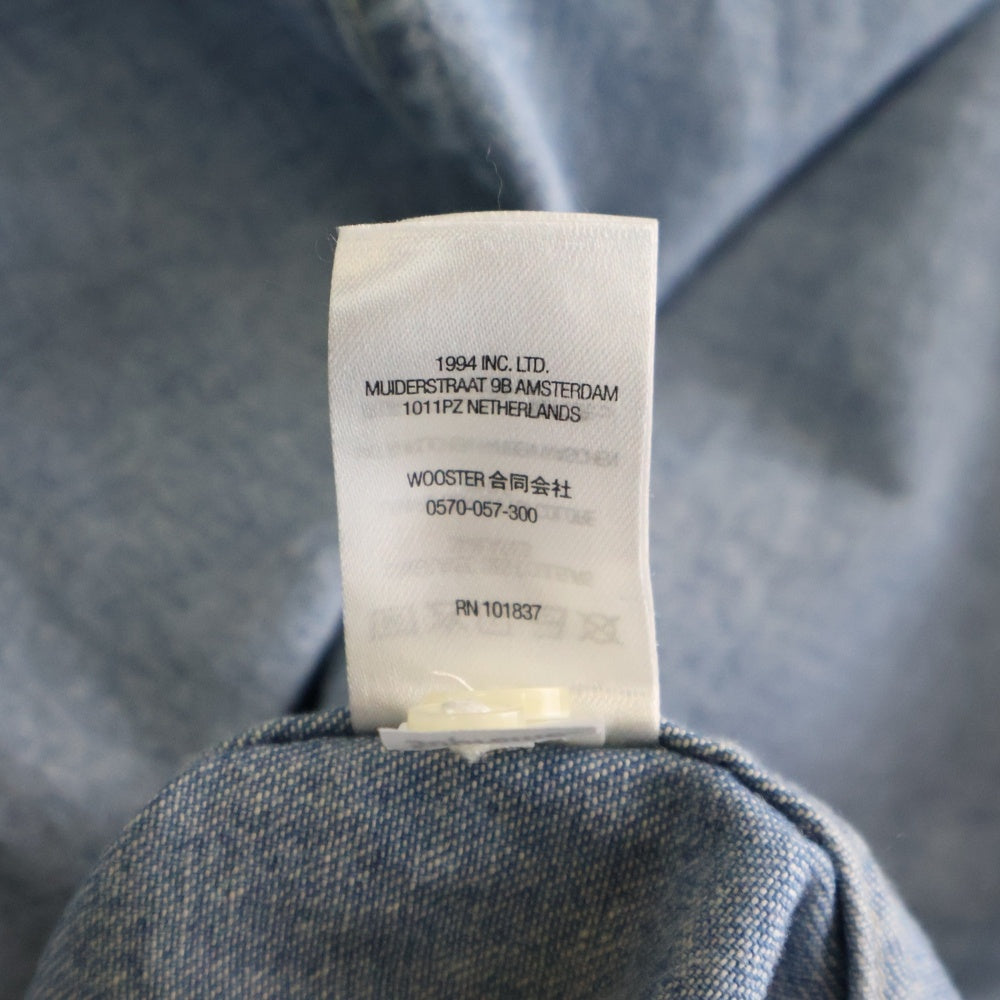 1994 INC. LTD.
MUIDERSTRAAT 9B AMSTERDAM
1011PZ NETHERLANDS
WOOSTER 合同会社
0570-057-300
RN 101837